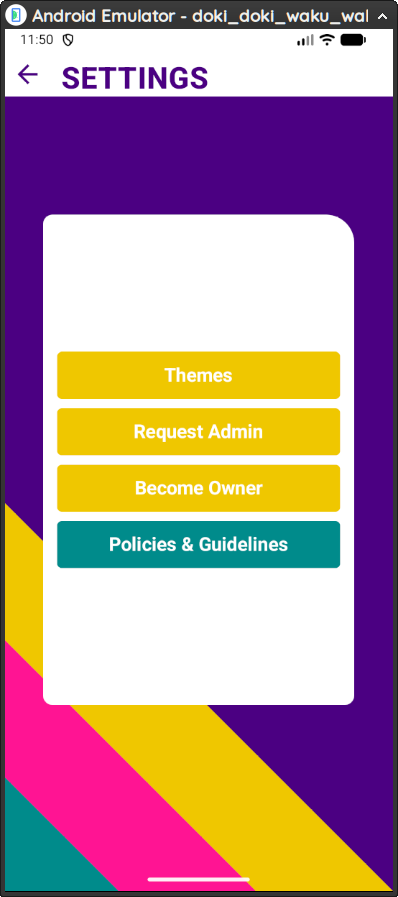 Android Emulator - doki_doki_waku_wal
11:50
SETTINGS
Themes
Request Admin
Become Owner
Policies & Guidelines